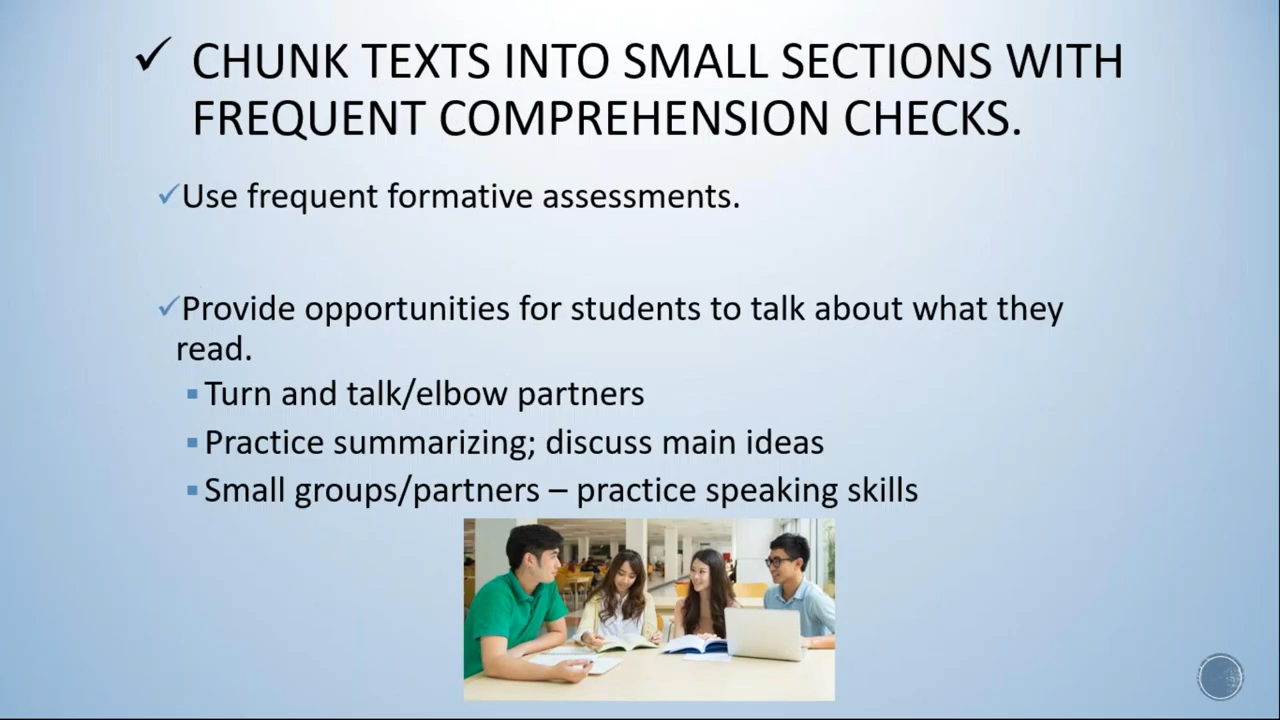 ✓ CHUNK TEXTS INTO SMALL SECTIONS WITH
FREQUENT COMPREHENSION CHECKS.
✓Use frequent formative assessments.
✓Provide opportunities for students to talk about what they
read.
▪Turn and talk/elbow partners
▪Practice summarizing; discuss main ideas
▪Small groups/partners – practice speaking skills